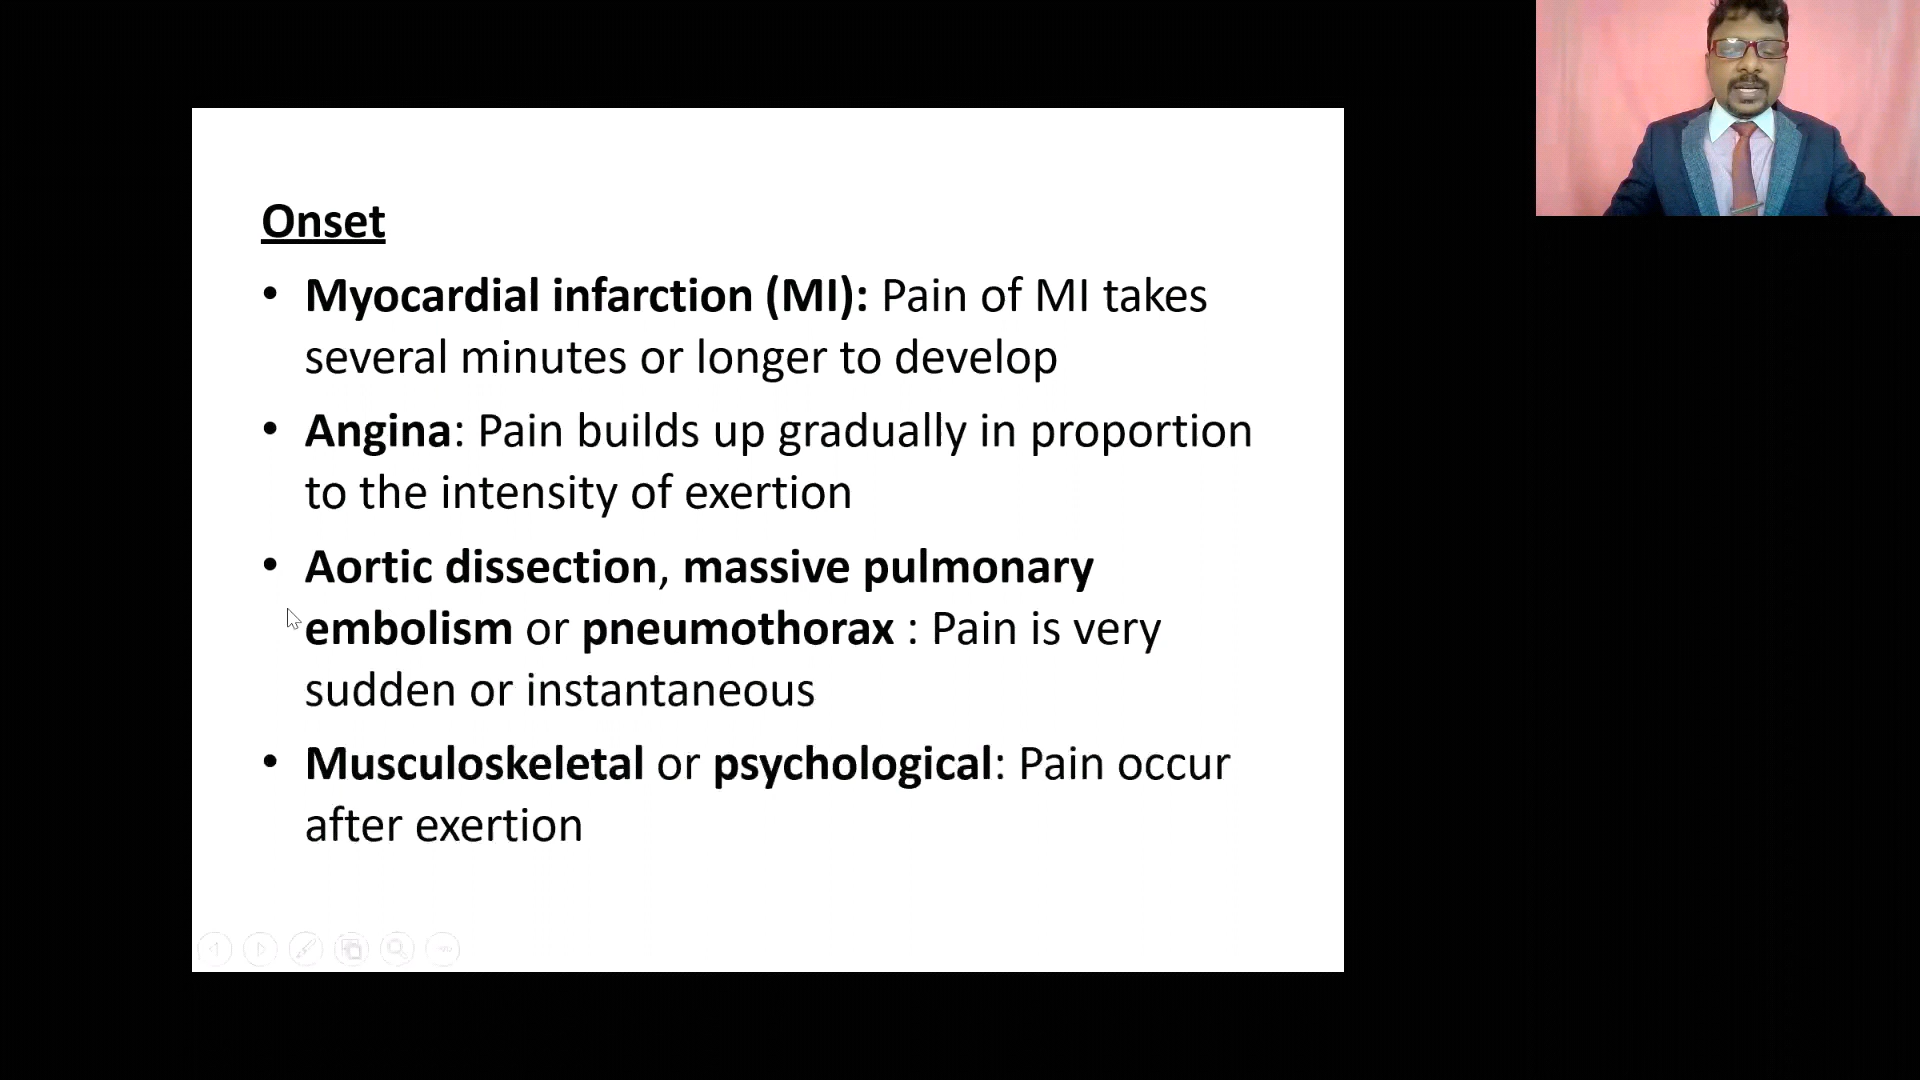 Onset
• Myocardial infarction (MI): Pain of MI takes
several minutes or longer to develop
• Angina: Pain builds up gradually in proportion
to the intensity of exertion
• Aortic dissection, massive pulmonary
embolism or pneumothorax : Pain is very
sudden or instantaneous
• Musculoskeletal or psychological: Pain occur
after exertion